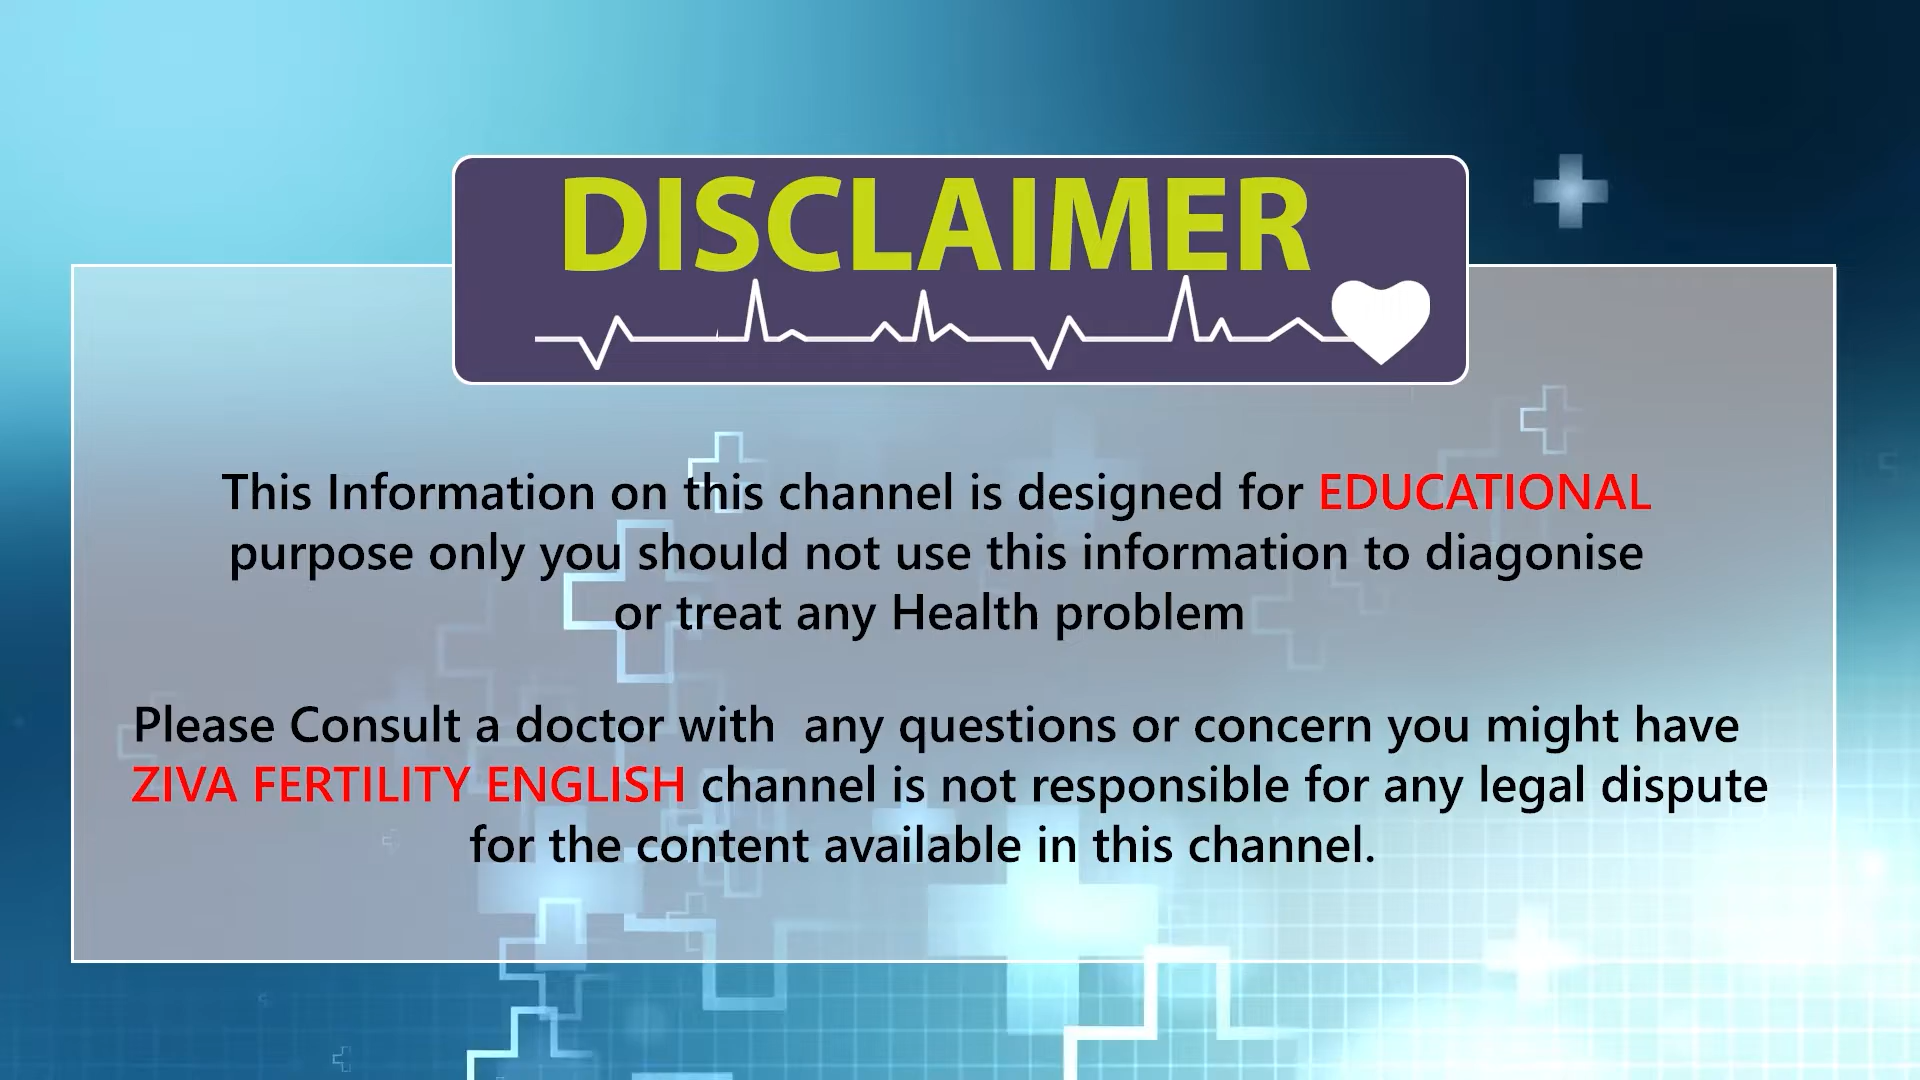 DISCLAIMER
This Information on this channel is designed for EDUCATIONAL
purpose only you should not use this information to diagonise
or treat any Health problem
Please Consult a doctor with  any questions or concern you might have
ZIVA FERTILITY ENGLISH channel is not responsible for any legal dispute
for the content available in this channel.